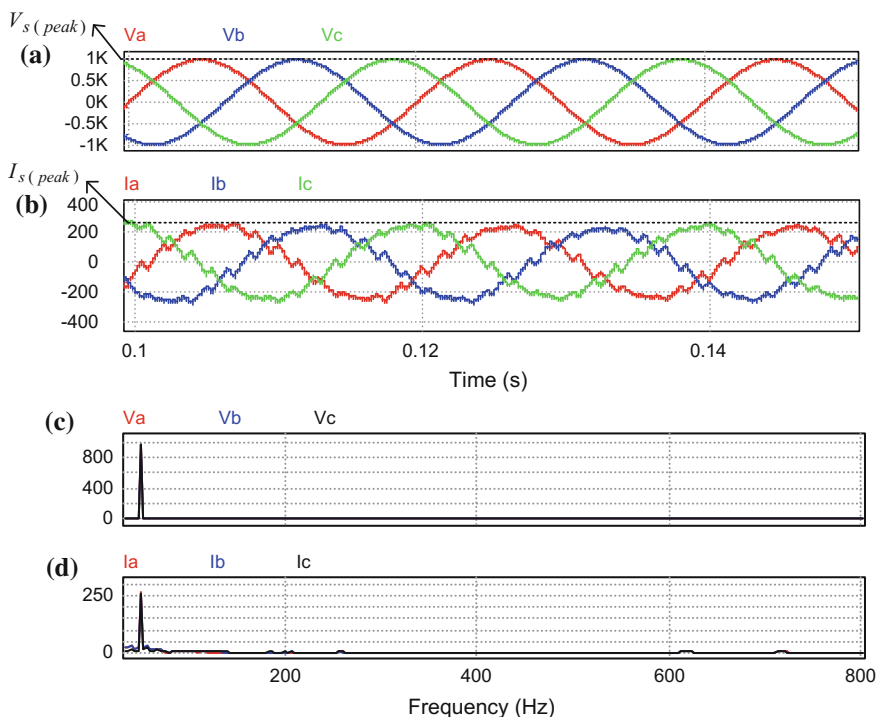 V_{s(peak)}
(a)
Va Vb Vc
1K
0.5K
0K
-0.5K
-1K
I_{s(peak)}
(b)
Ia Ib Ic
400
200
0
-200
-400
0.1 0.12 0.14
Time (s)
(c)
Va Vb Vc
800
400
0
(d)
Ia Ib Ic
250
0
200 400 600 800
Frequency (Hz)